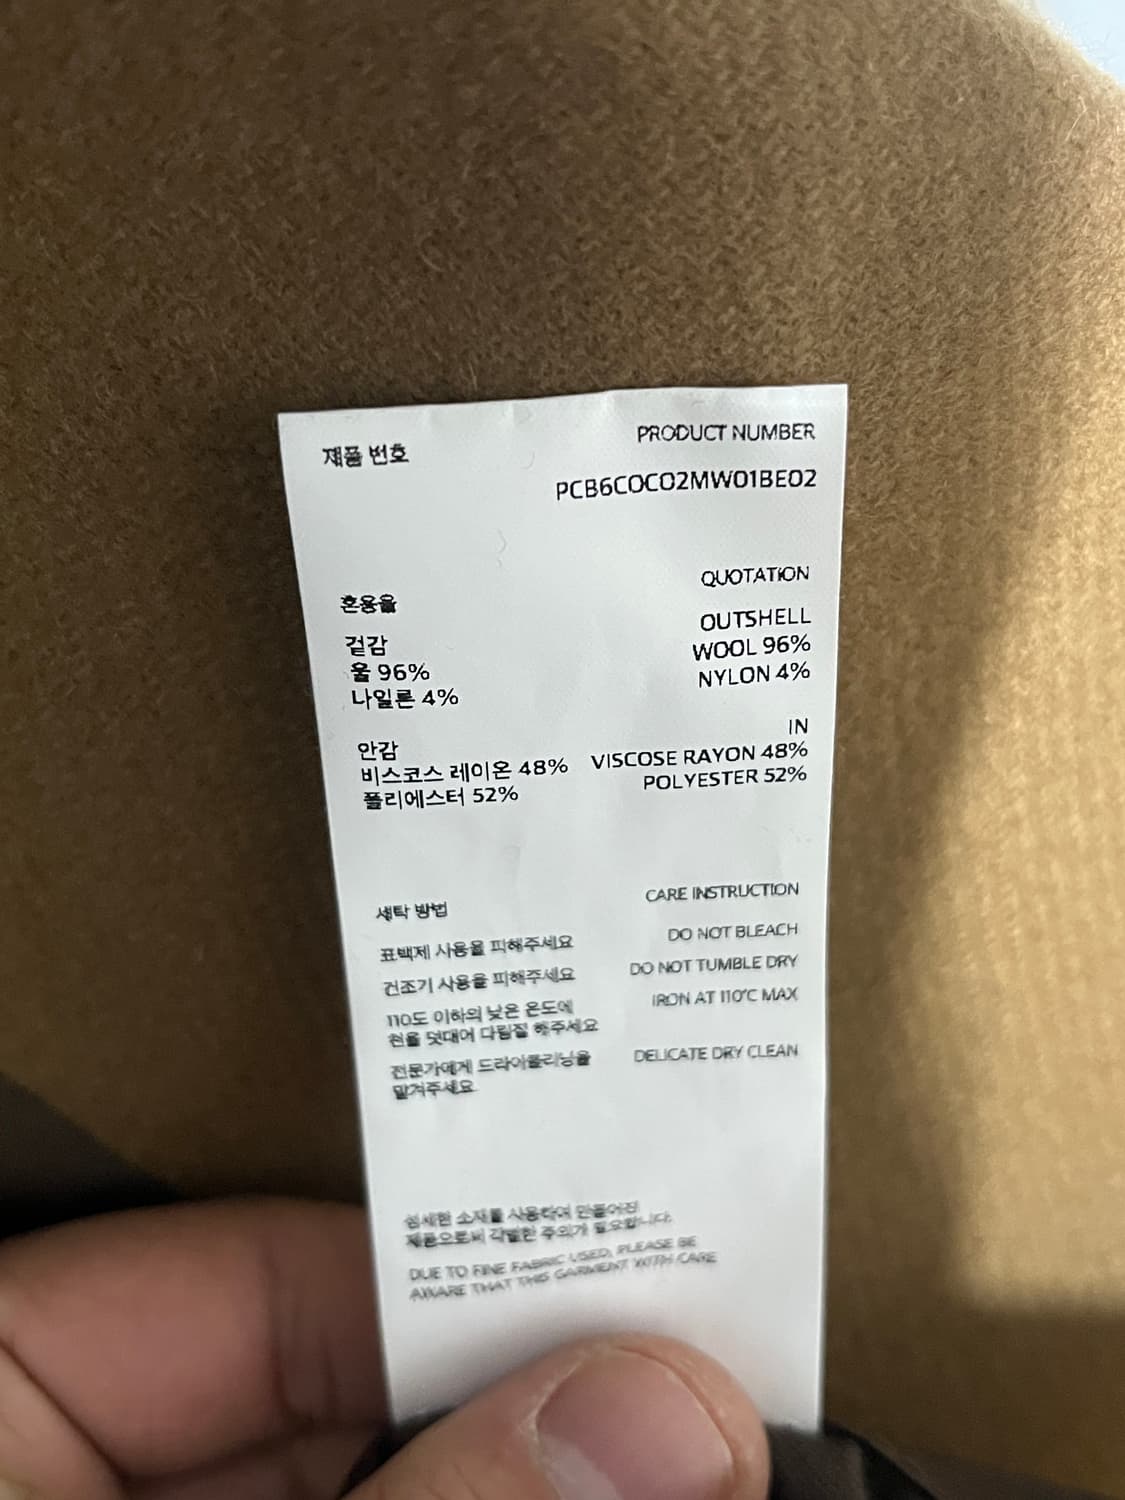 제품 번호
PRODUCT NUMBER
PCB6COCO2MW01BE02
혼용율
QUOTATION
겉감
OUTSHELL
울 96%
WOOL 96%
나일론 4%
NYLON 4%
안감
IN
비스코스 레이온 48%
VISCOSE RAYON 48%
폴리에스터 52%
POLYESTER 52%
세탁 방법
CARE INSTRUCTION
표백제 사용을 피해주세요
DO NOT BLEACH
건조기 사용을 피해주세요
DO NOT TUMBLE DRY
110도 이하의 낮은 온도에
천을 덧대어 다림질 해주세요
IRON AT 110°C MAX
전문가에게 드라이클리닝을
맡겨주세요
DELICATE DRY CLEAN
섬세한 소재를 사용하여 만들어진
제품으로써 각별한 주의가 필요합니다.
DUE TO FINE FABRIC USED, PLEASE BE
AWARE THAT THIS GARMENT WITH CARE